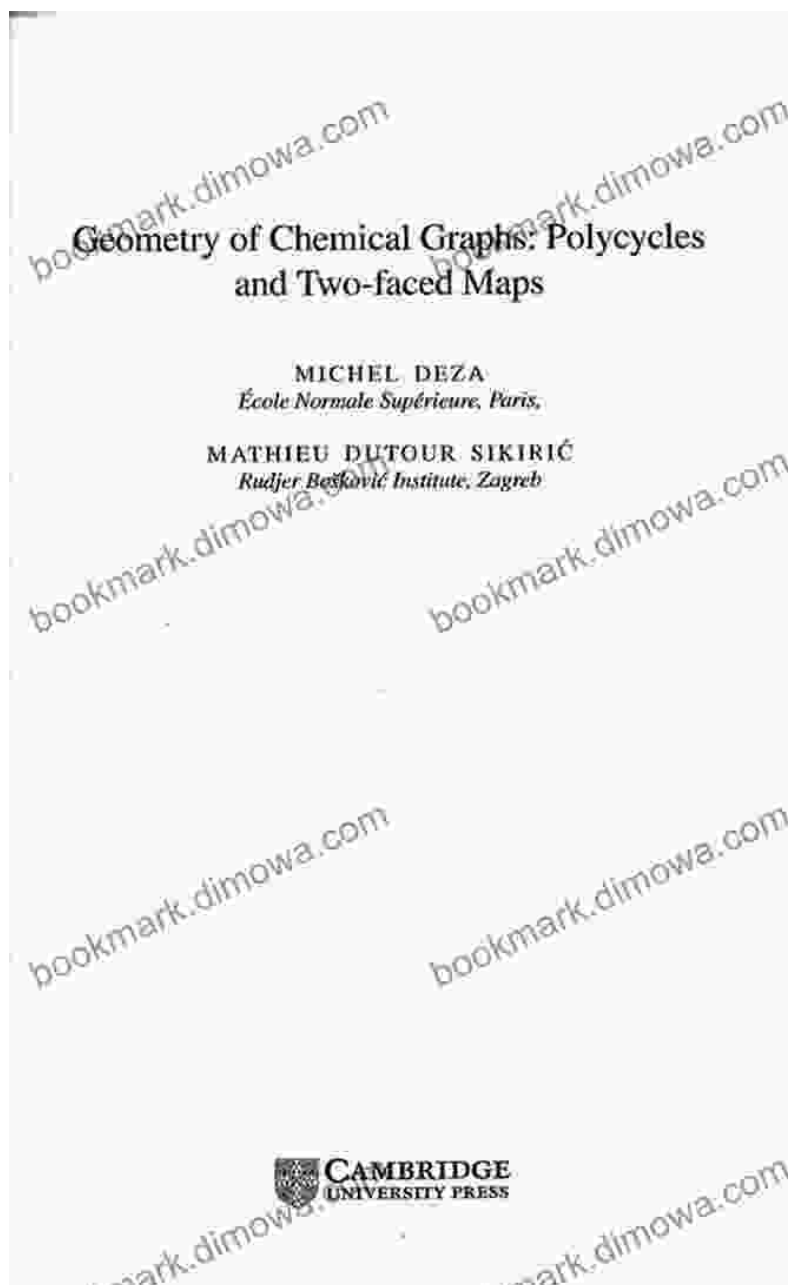 bookmark.dimowa.com
bookmark.dimowa.com
Geometry of Chemical Graphs: Polycycles
and Two-faced Maps
MICHEL DEZA
École Normale Supérieure, Paris,
MATHIEU DUTOUR SIKIRIĆ
Rudjer Bošković Institute, Zagreb
bookmark.dimowa.com
bookmark.dimowa.com
bookmark.dimowa.com
bookmark.dimowa.com
CAMBRIDGE
UNIVERSITY PRESS
mark.dimowa.com
mark.dimowa.com